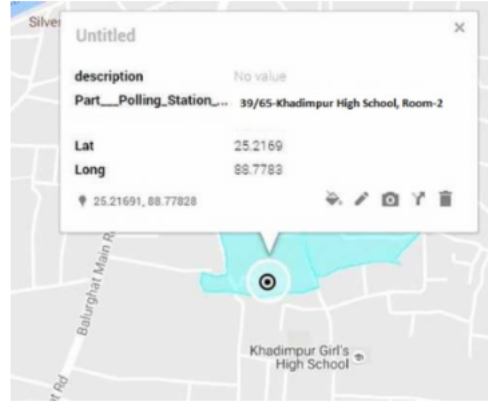 Silver
Untitled
description No value
Part___Polling_Station_... 39/65-Khadimpur High School, Room-2
Lat 25.2169
Long 88.7783
25.21691, 88.77828
Balurghat Main R
Khadimpur Girl's
High School
Rd